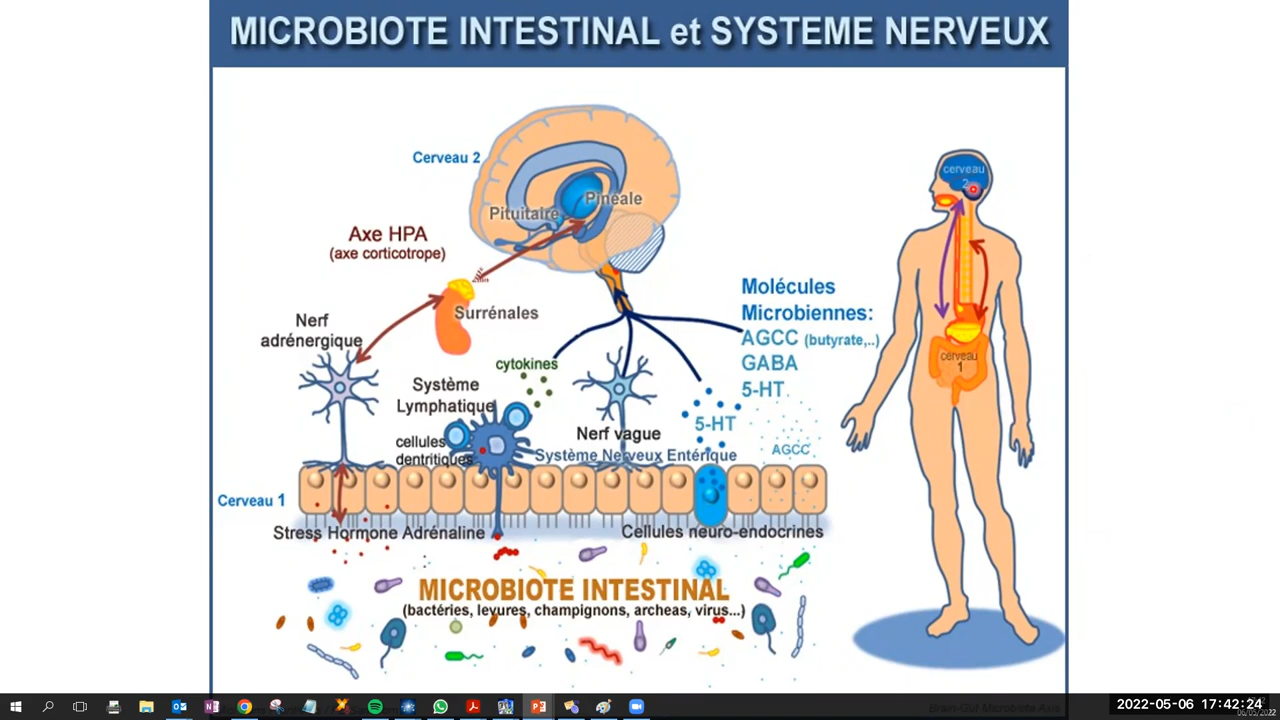 MICROBIOTE INTESTINAL et SYSTEME NERVEUX
Cerveau 2
Pinéale
Pituitaire
Axe HPA
(axe corticotrope)
Surrénales
Nerf
adrénergique
cytokines
Système
Lymphatique
cellules
dentritiques
Nerf vague
Système Nerveux Entérique
5-HT
Molécules
Microbiennes:
AGCC (butyrate,..)
GABA
5-HT
AGCC
Cerveau 1
Stress Hormone Adrénaline
Cellules neuro-endocrines
MICROBIOTE INTESTINAL
(bactéries, levures, champignons, archeas, virus...)
cerveau
2
cerveau
1
Brain-Gut Microbiote Axis
2022-05-06 17:42:24
06/05/2022